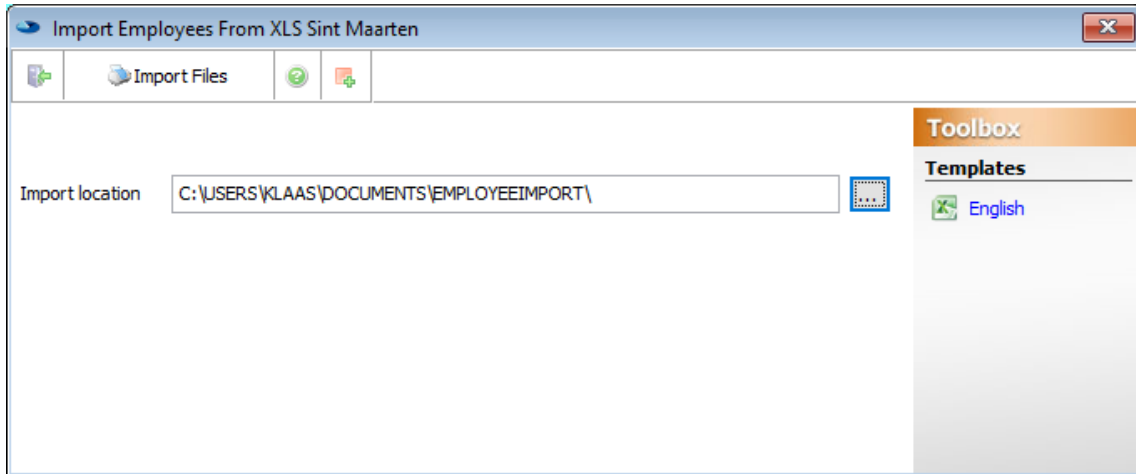 Import Employees From XLS Sint Maarten
Import Files
Toolbox
Templates
Import location C:\USERS\KLAAS\DOCUMENTS\EMPLOYEEIMPORT\ ...
English